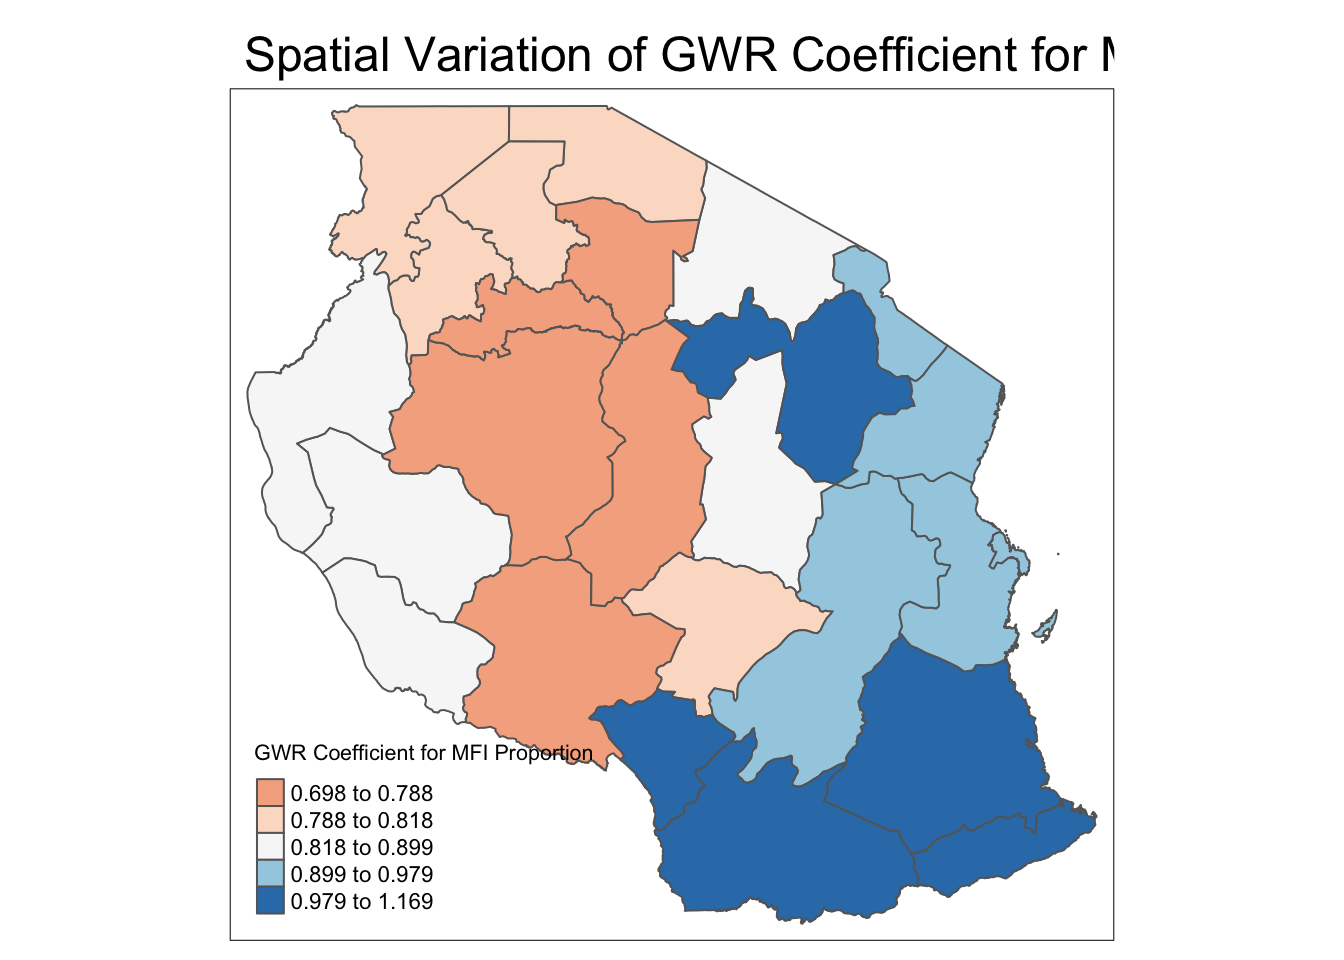 Spatial Variation of GWR Coefficient for
GWR Coefficient for MFI Proportion
0.698 to 0.788
0.788 to 0.818
0.818 to 0.899
0.899 to 0.979
0.979 to 1.169